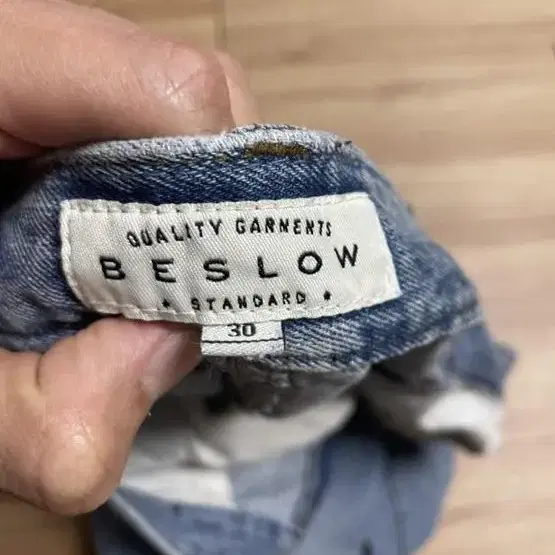 QUALITY GARMENTS
BESLOW
• STANDARD •
30